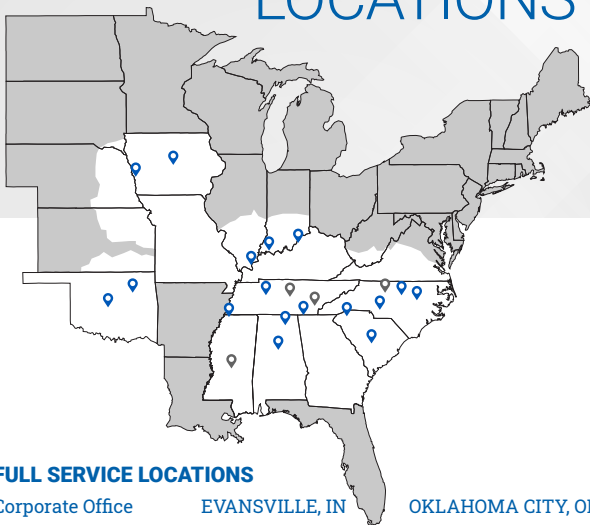 LOCATIONS
FULL SERVICE LOCATIONS
Corporate Office EVANSVILLE, IN OKLAHOMA CITY, O